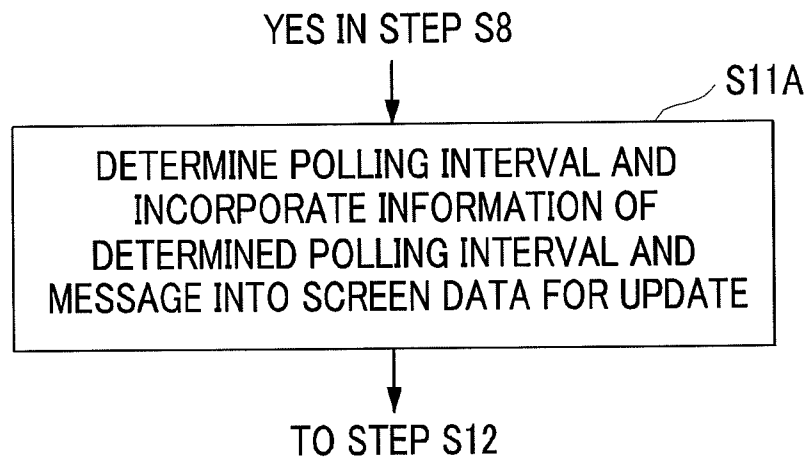 YES IN STEP S8
S11A
DETERMINE POLLING INTERVAL AND
INCORPORATE INFORMATION OF
DETERMINED POLLING INTERVAL AND
MESSAGE INTO SCREEN DATA FOR UPDATE
TO STEP S12